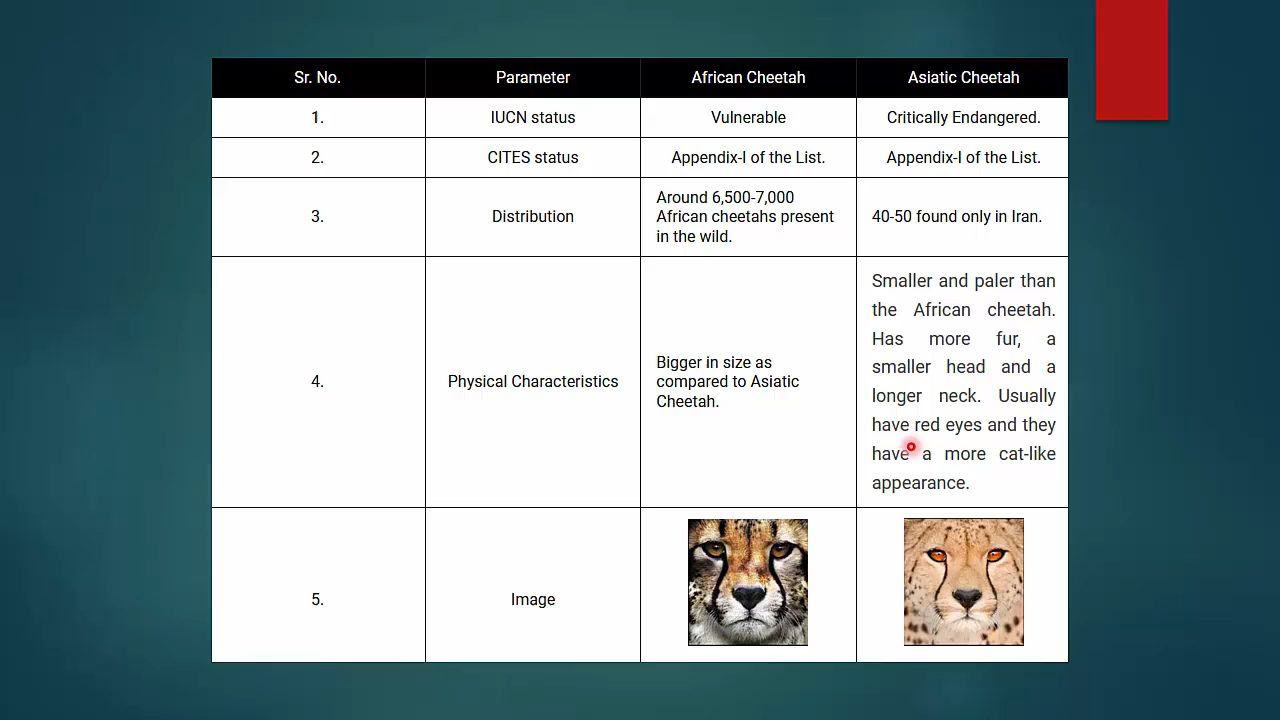 Sr. No. Parameter African Cheetah Asiatic Cheetah
1. IUCN status Vulnerable Critically Endangered.
2. CITES status Appendix-I of the List. Appendix-I of the List.
3. Distribution
Around 6,500-7,000
African cheetahs present
in the wild.
40-50 found only in Iran.
4. Physical Characteristics
Bigger in size as
compared to Asiatic
Cheetah.
Smaller and paler than
the African cheetah.
Has more fur, a
smaller head and a
longer neck. Usually
have red eyes and they
have a more cat-like
appearance.
5. Image